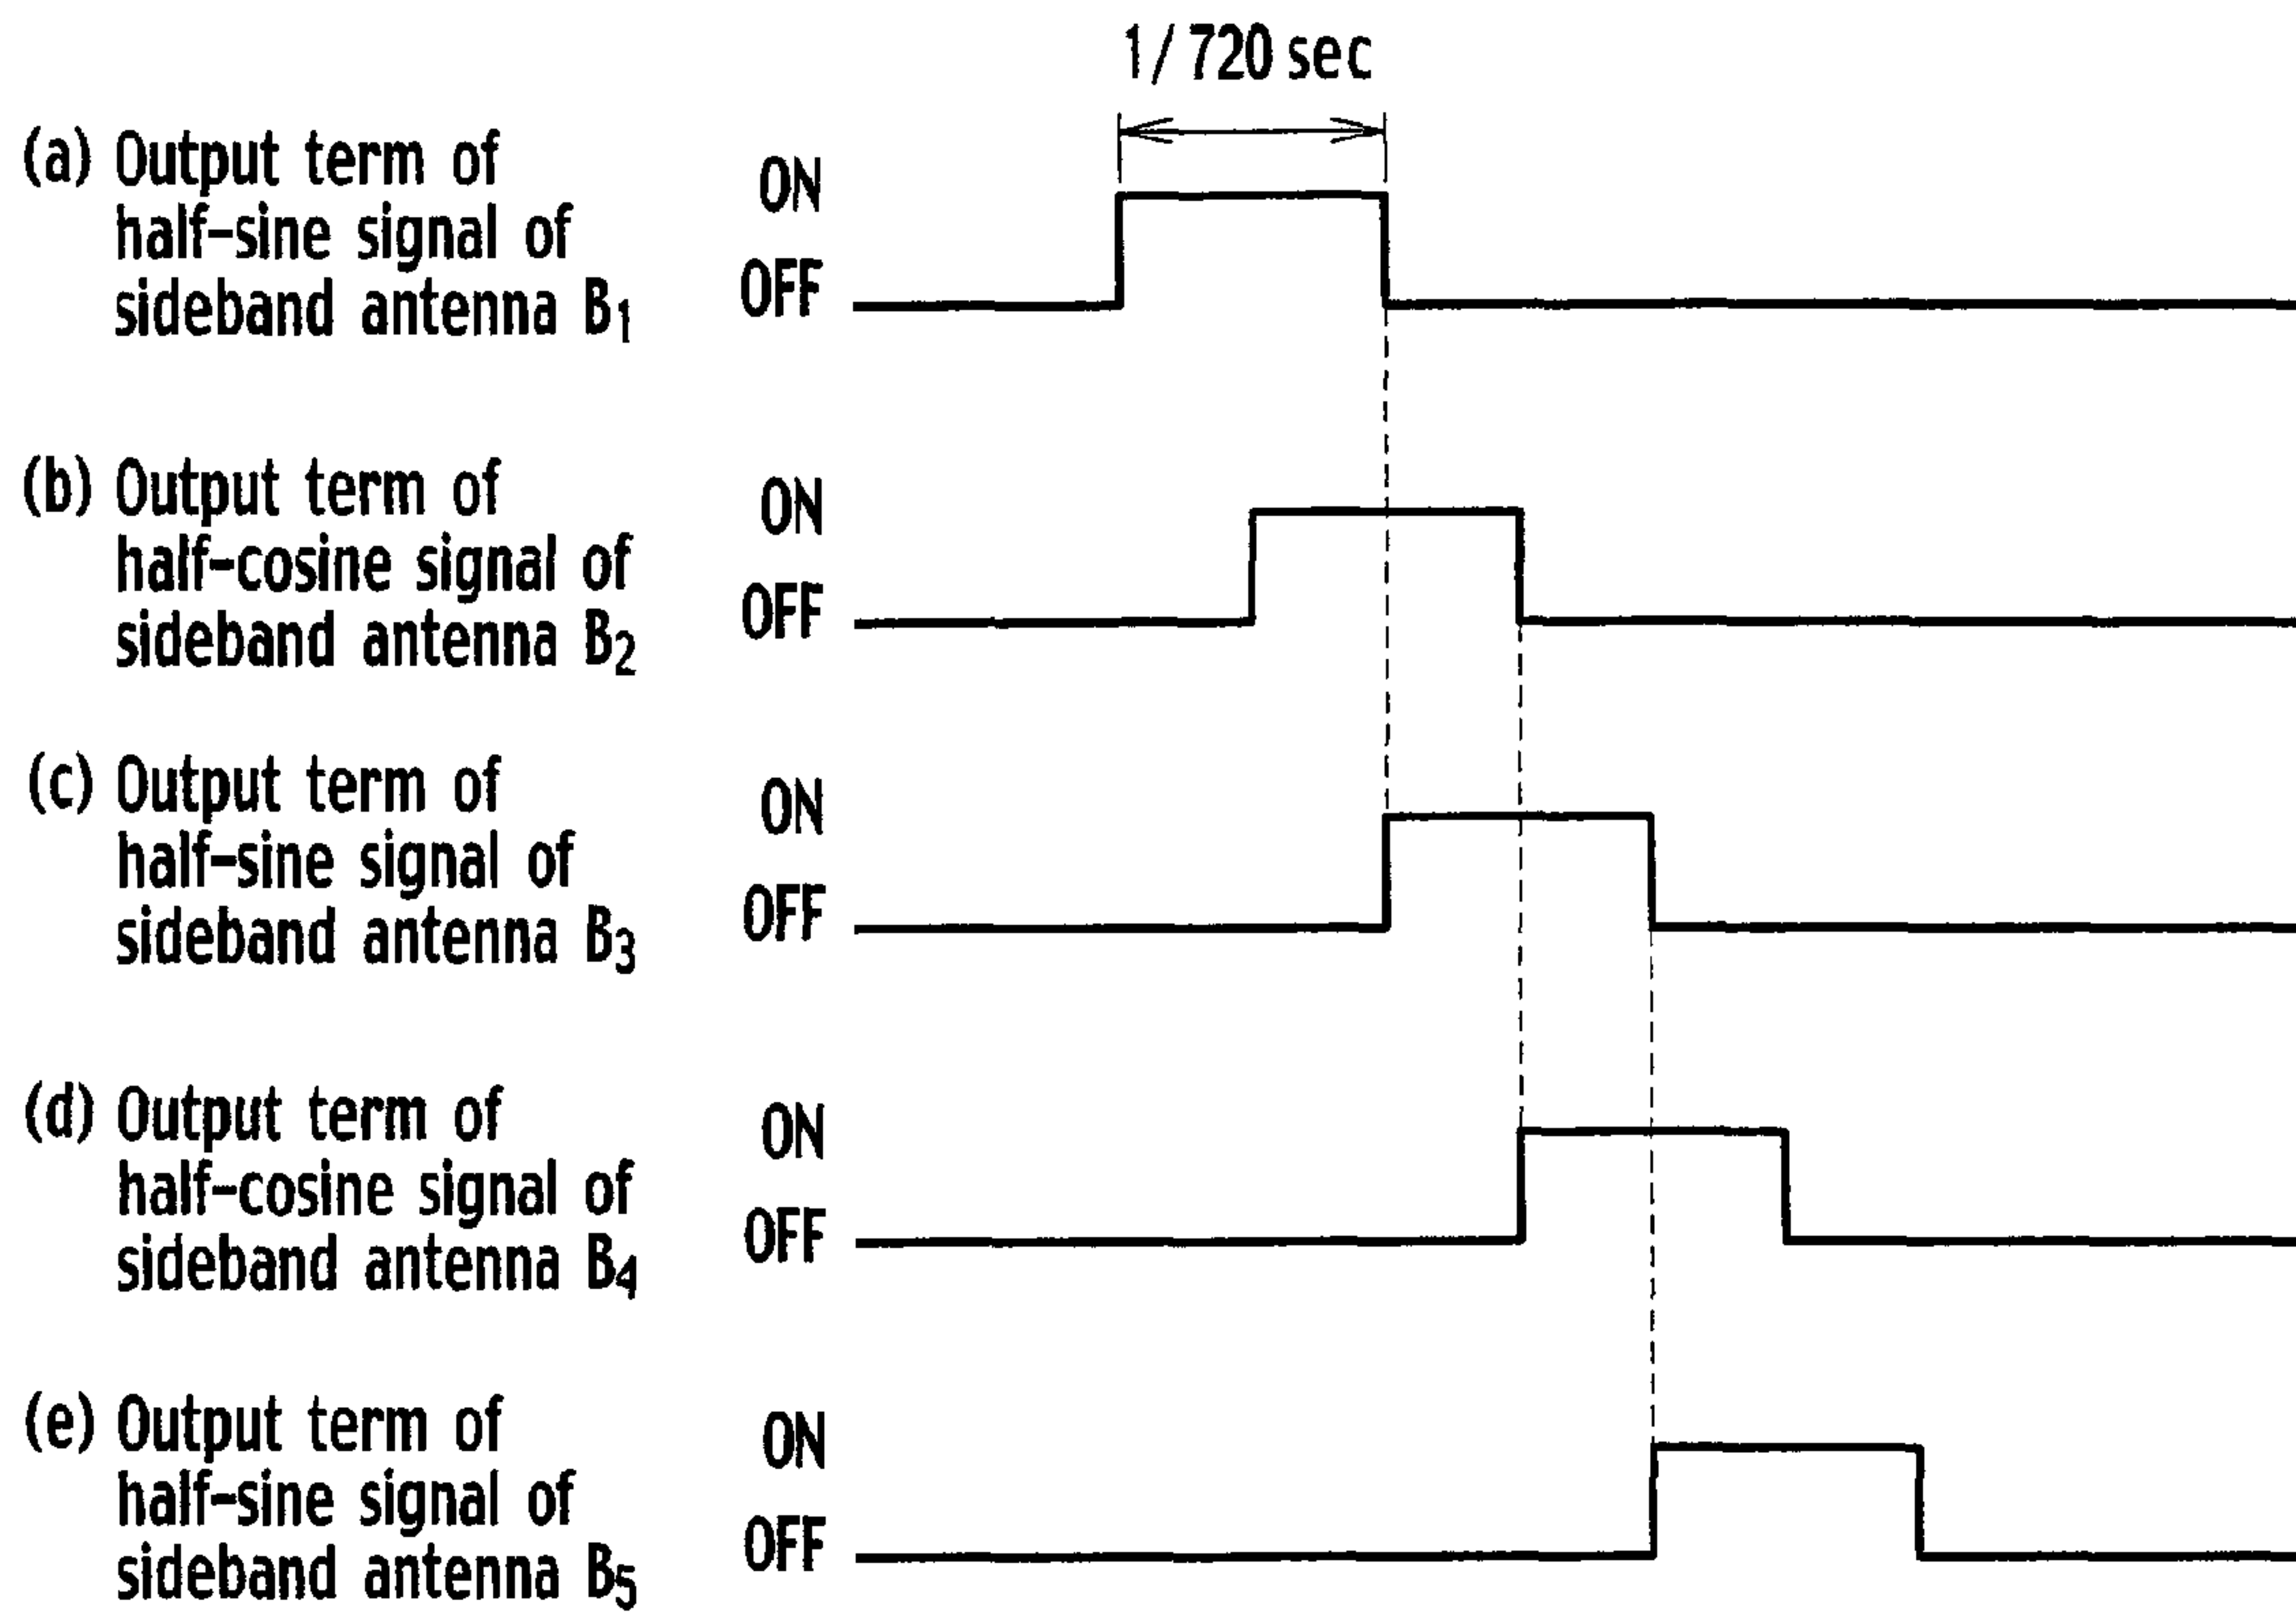 1/720 sec
(a) Output term of
half-sine signal of
sideband antenna B1
ON
OFF
(b) Output term of
half-cosine signal of
sideband antenna B2
ON
OFF
(c) Output term of
half-sine signal of
sideband antenna B3
ON
OFF
(d) Output term of
half-cosine signal of
sideband antenna B4
ON
OFF
(e) Output term of
half-sine signal of
sideband antenna B5
ON
OFF